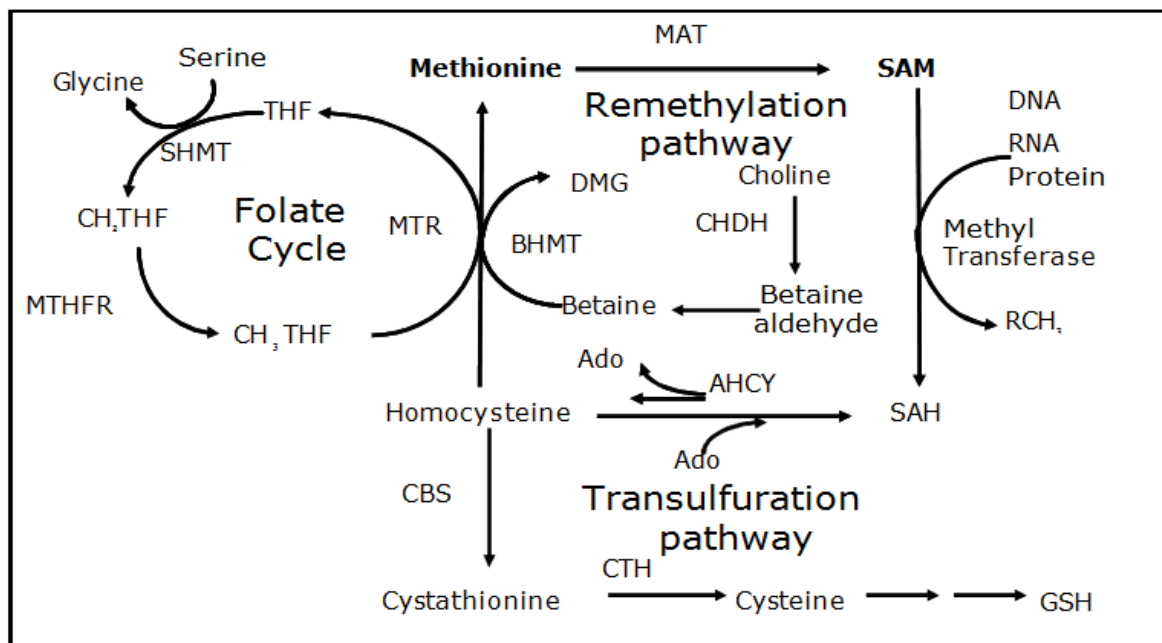 MAT
Serine
Glycine
Methionine
SAM
THF
Remethylation
pathway
DNA
RNA
Protein
SHMT
DMG
Choline
CH₂THF
Folate
Cycle
MTR
BHMT
CHDH
Methyl
Transferase
MTHFR
Betaine
Betaine
aldehyde
CH₃ THF
RCH₃
Ado
AHCY
Homocysteine
SAH
Ado
CBS
Transulfuration
pathway
CTH
Cystathionine
Cysteine
GSH